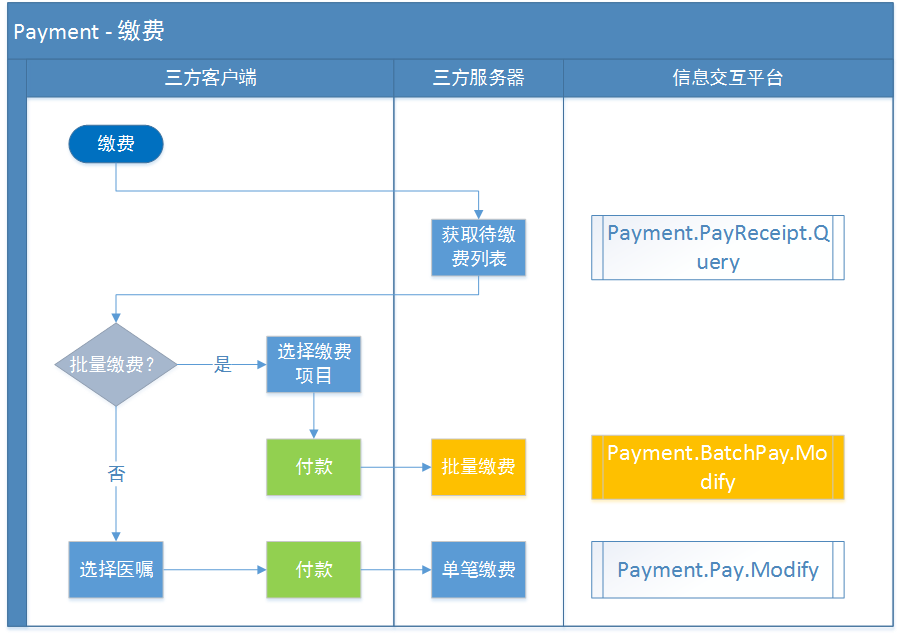 Payment - 缴费
三方客户端
三方服务器
信息交互平台
缴费
获取待缴
费列表
Payment.PayReceipt.Q
uery
批量缴费？
是
选择缴费
项目
付款
批量缴费
Payment.BatchPay.Mo
dify
否
选择医嘱
付款
单笔缴费
Payment.Pay.Modify